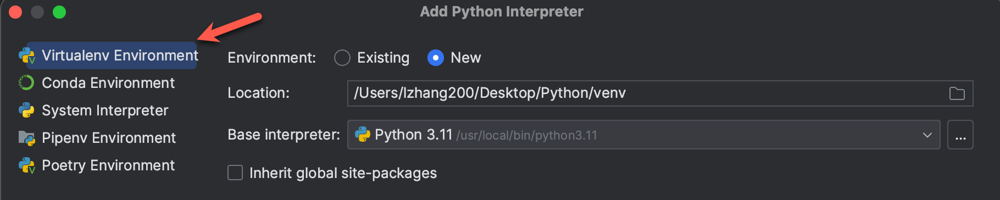 Add Python Interpreter
Virtualenv Environment
Conda Environment
System Interpreter
Pipenv Environment
Poetry Environment
Environment: Existing New
Location: /Users/lzhang200/Desktop/Python/venv
Base interpreter: Python 3.11 /usr/local/bin/python3.11 ...
Inherit global site-packages